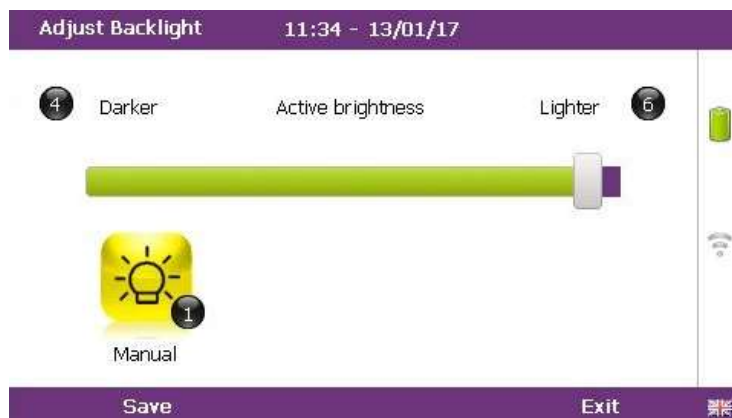 Adjust Backlight 11:34 - 13/01/17
4 Darker Active brightness Lighter 6
1
Manual
Save Exit